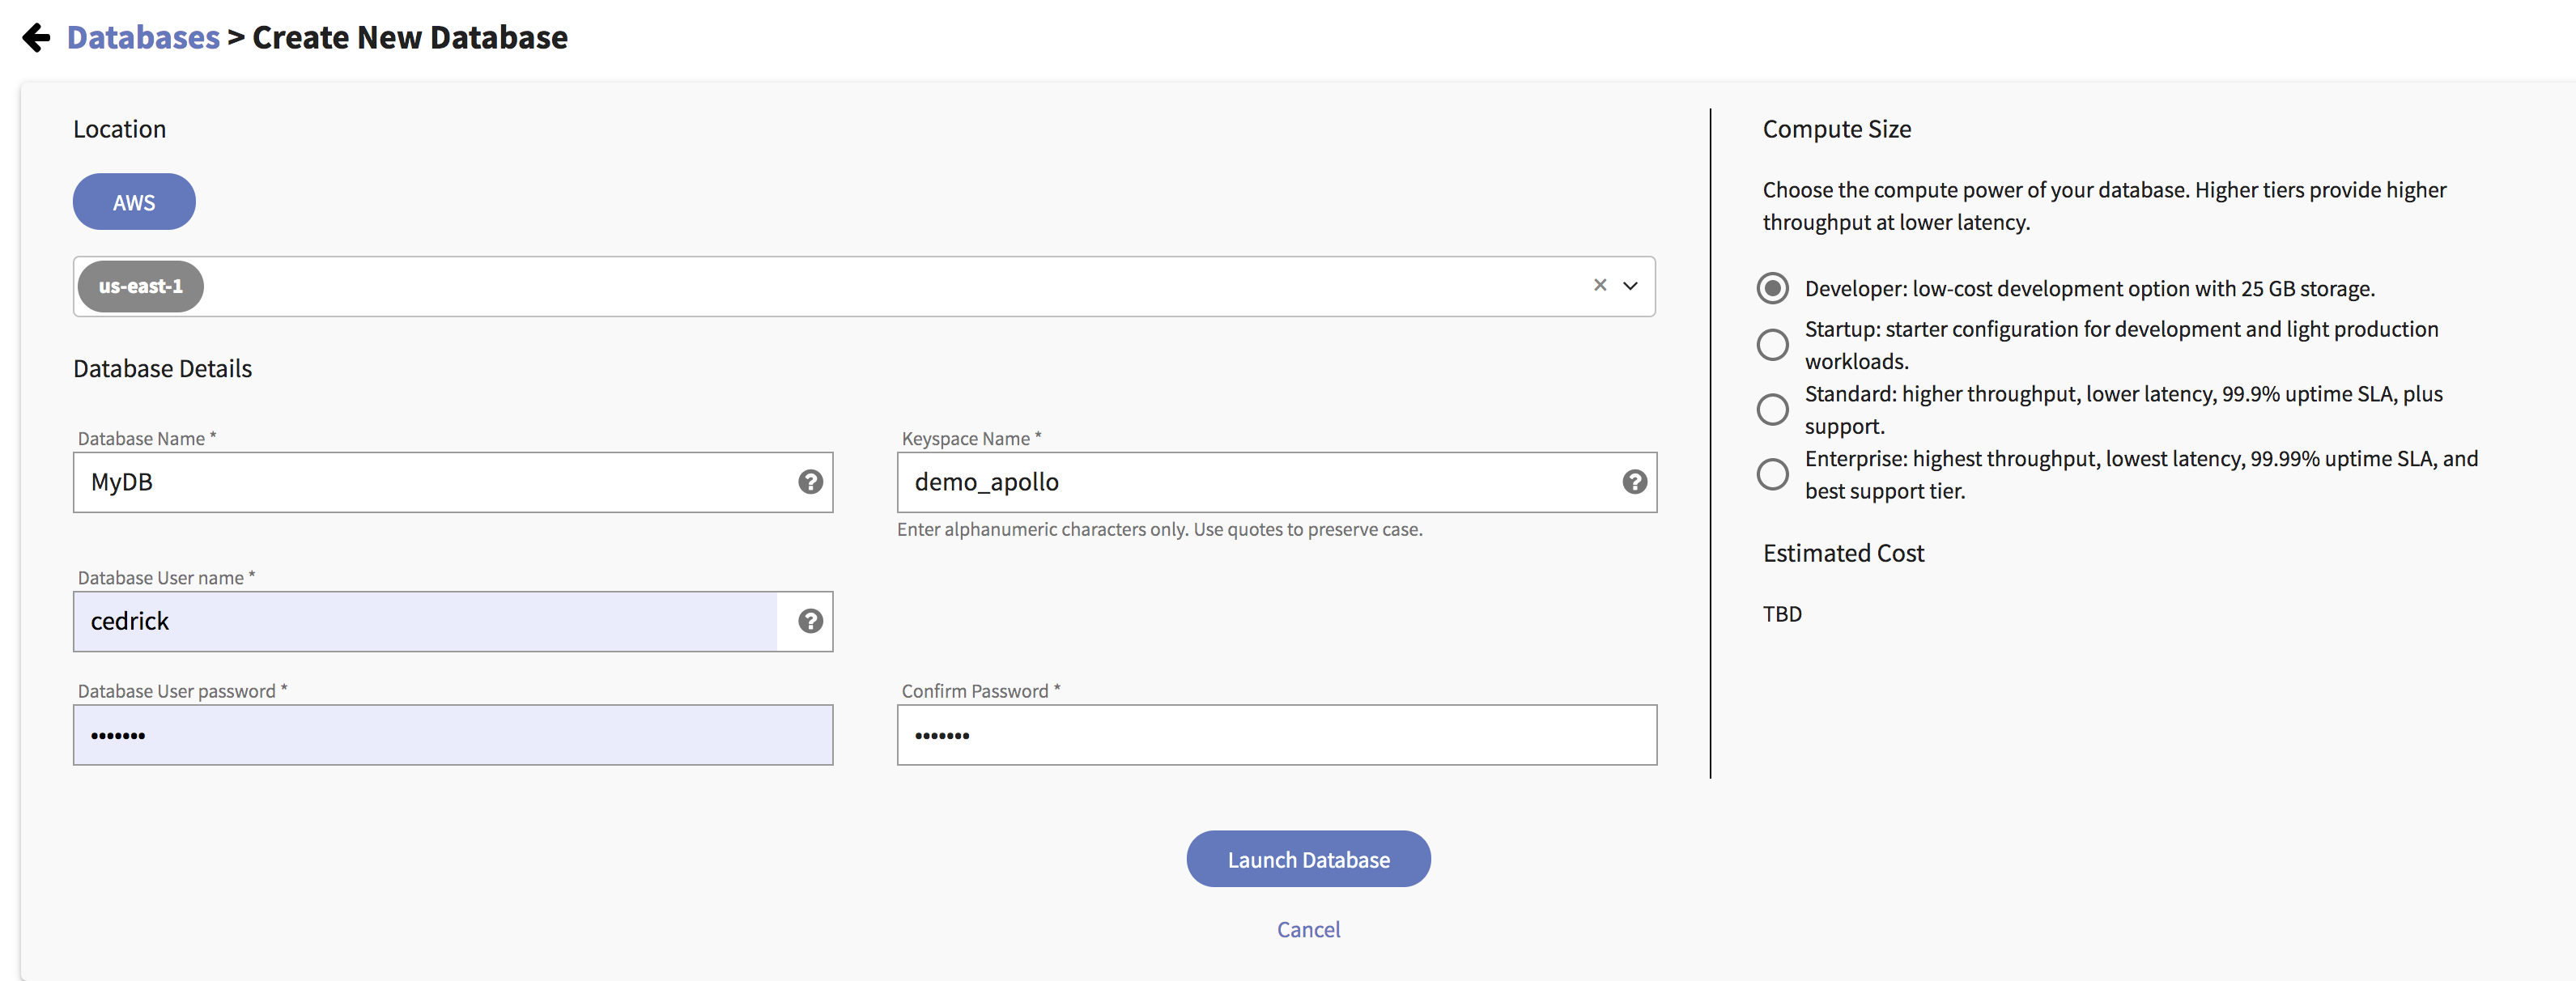 Databases > Create New Database
Location
AWS
us-east-1
Database Details
Database Name *
MyDB
Keyspace Name *
demo_apollo
Enter alphanumeric characters only. Use quotes to preserve case.
Database User name *
cedrick
Database User password *
•••••••
Confirm Password *
•••••••
Launch Database
Cancel
Compute Size
Choose the compute power of your database. Higher tiers provide higher
throughput at lower latency.
Developer: low-cost development option with 25 GB storage.
Startup: starter configuration for development and light production
workloads.
Standard: higher throughput, lower latency, 99.9% uptime SLA, plus
support.
Enterprise: highest throughput, lowest latency, 99.99% uptime SLA, and
best support tier.
Estimated Cost
TBD